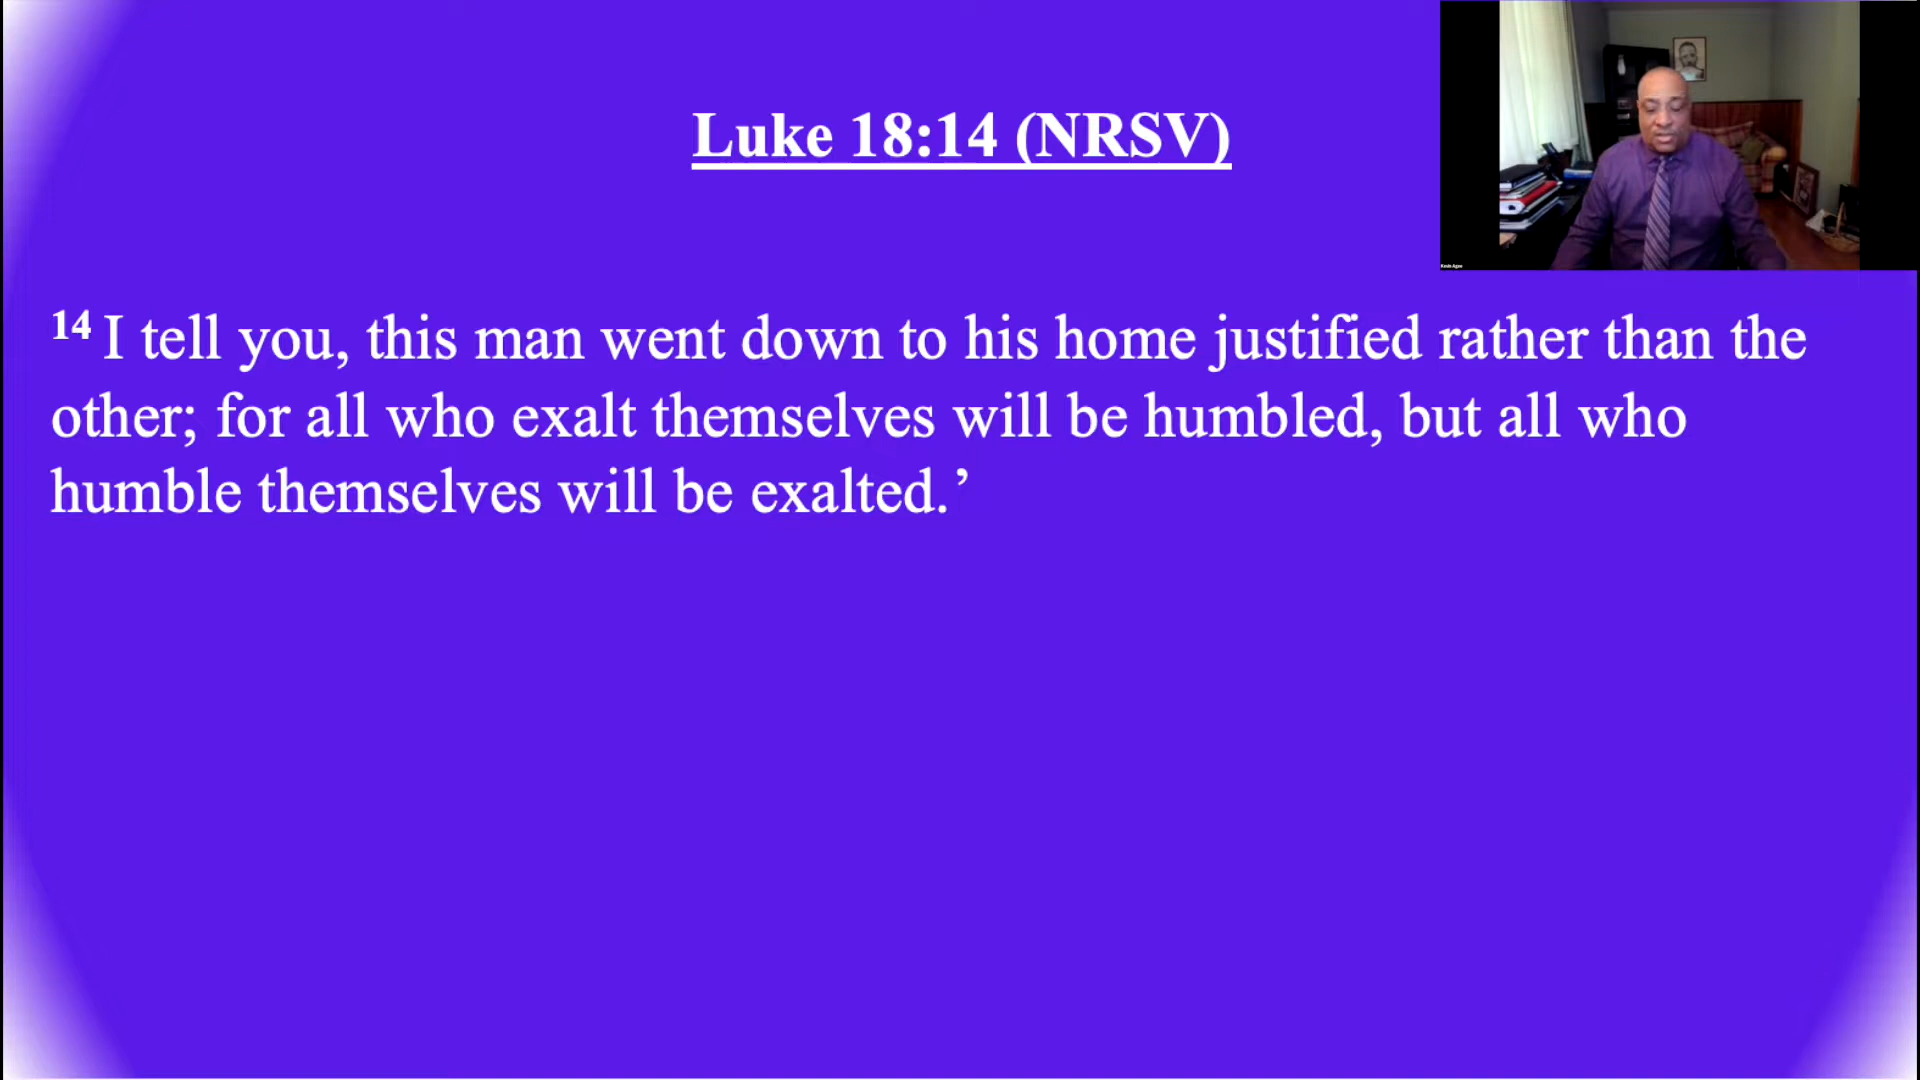 Luke 18:14 (NRSV)
14 I tell you, this man went down to his home justified rather than the
other; for all who exalt themselves will be humbled, but all who
humble themselves will be exalted.’